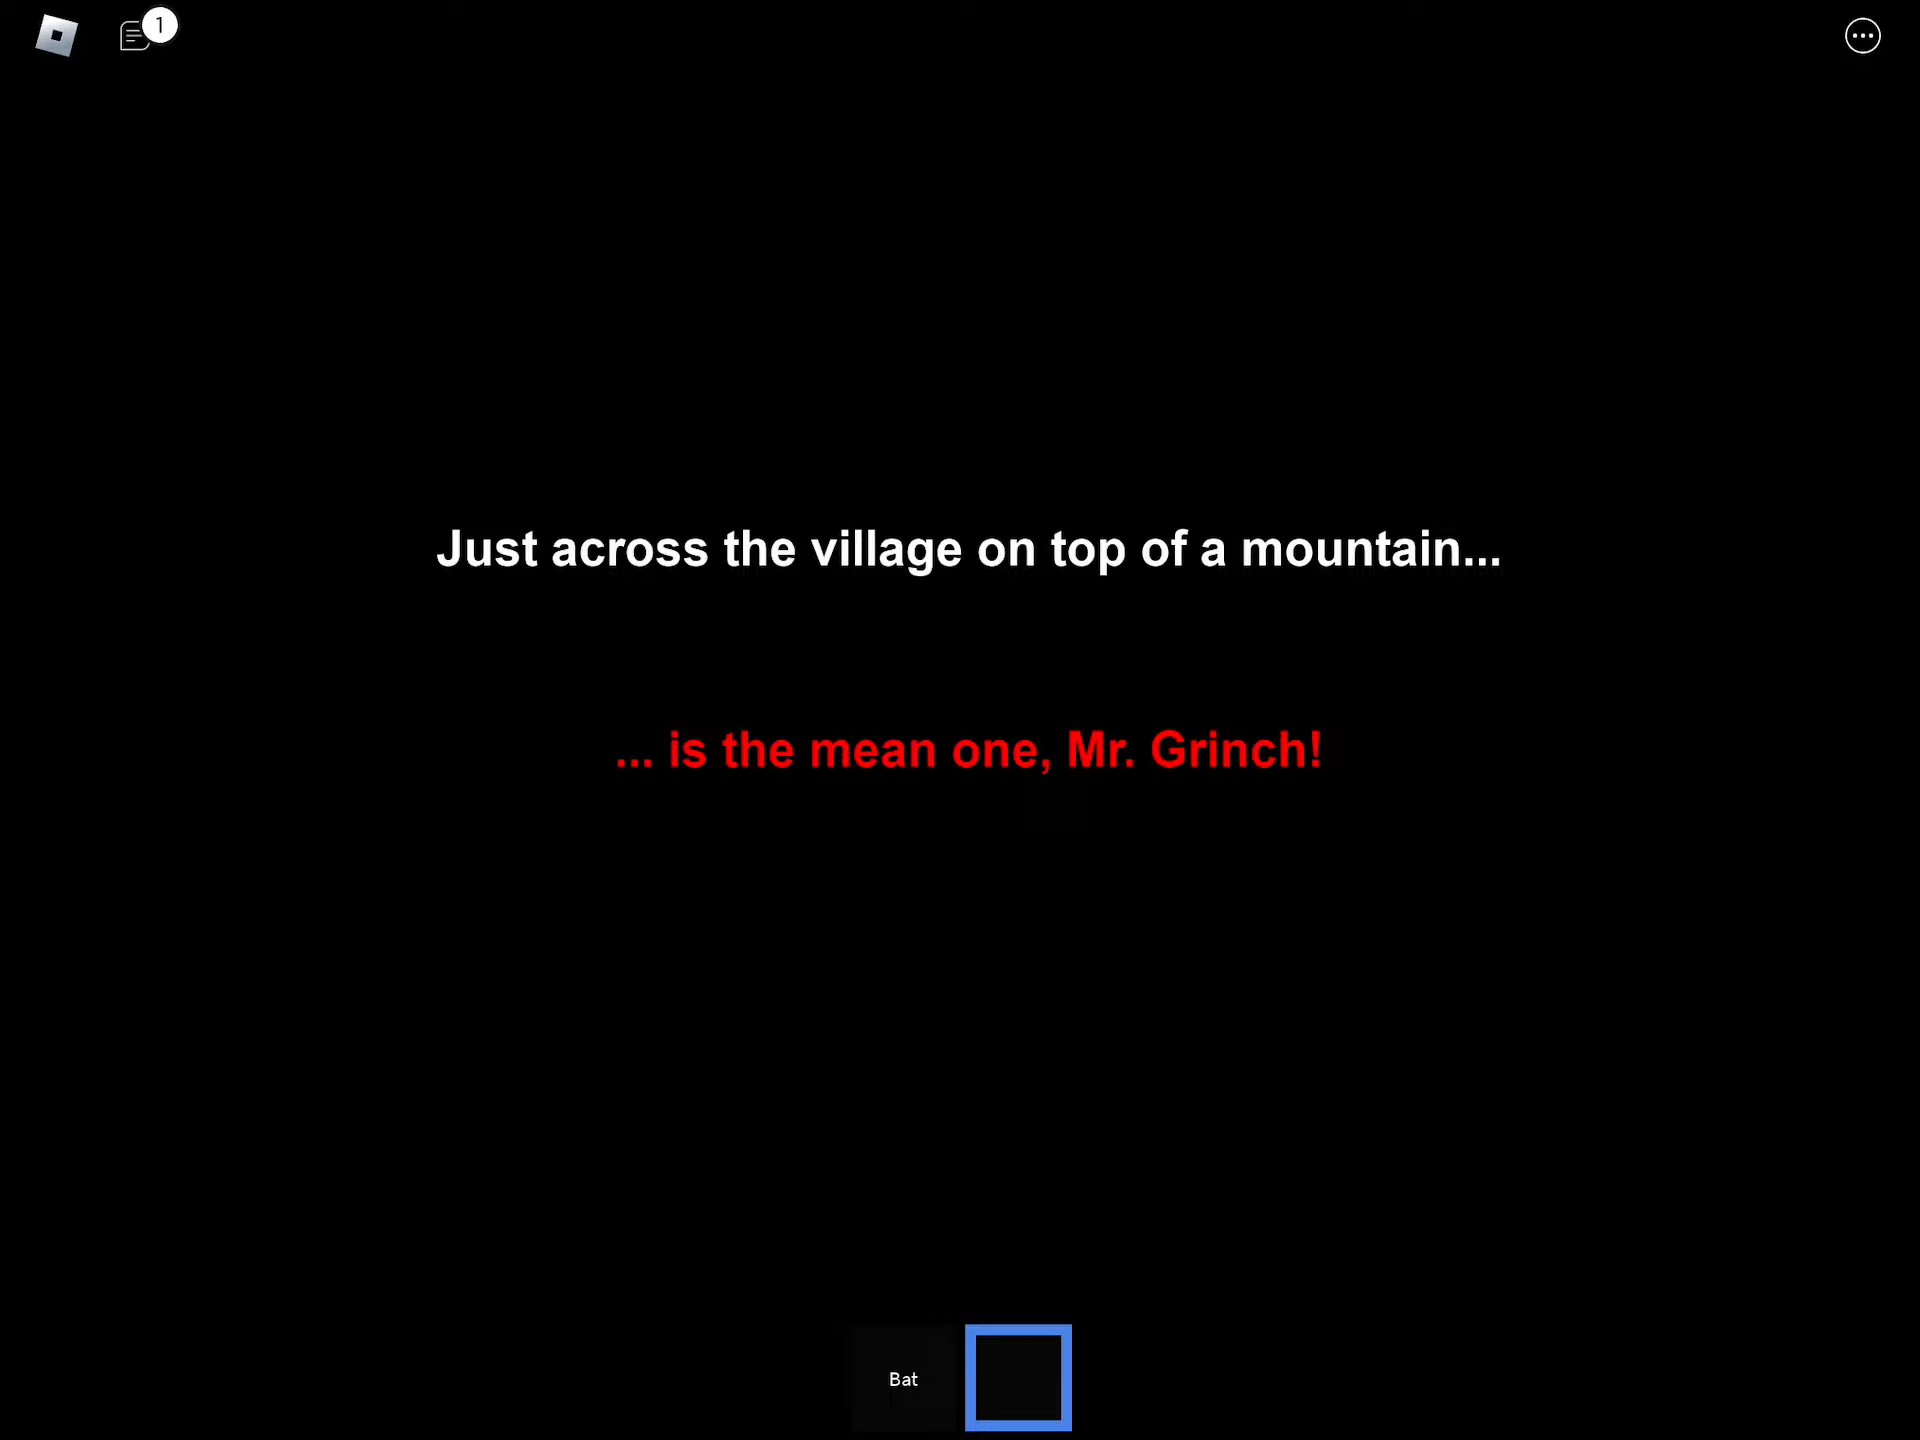 1
Just across the village on top of a mountain...
... is the mean one, Mr. Grinch!
Bat